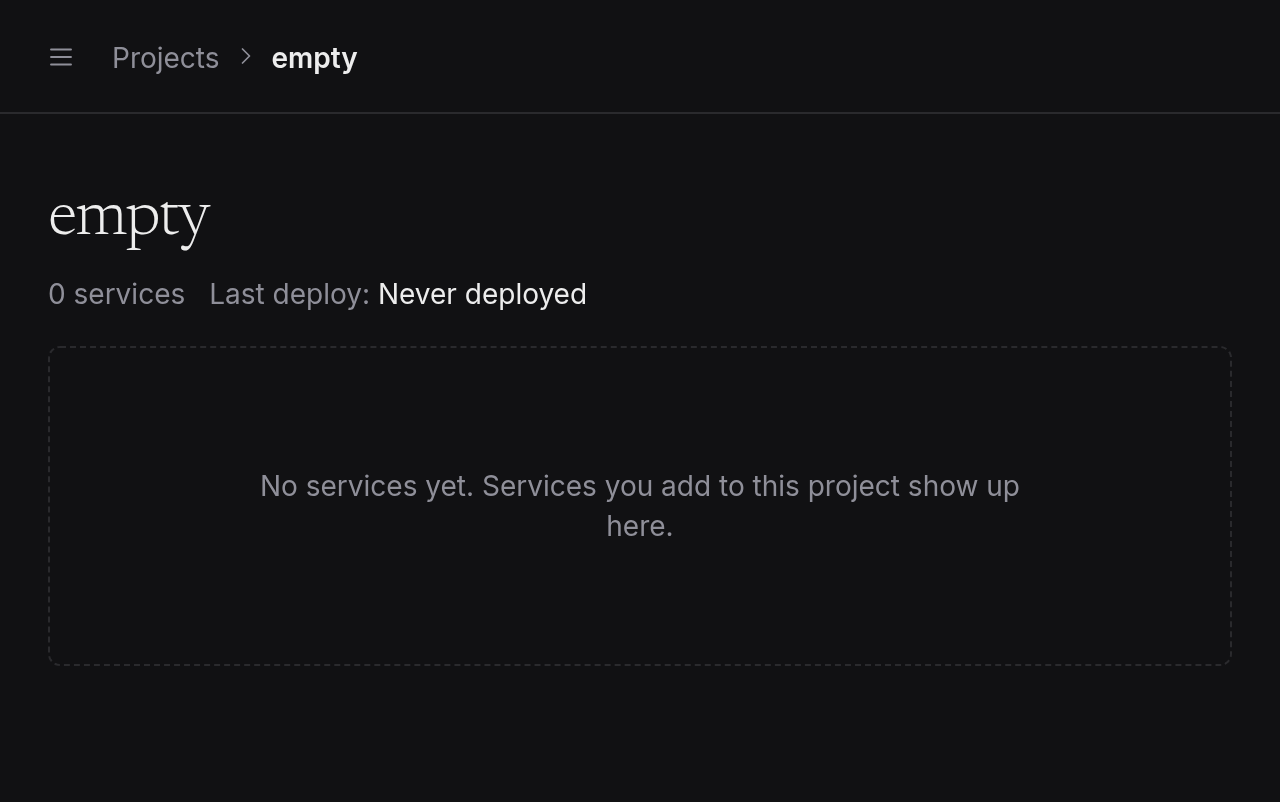 Projects > empty
empty
0 services Last deploy: Never deployed
No services yet. Services you add to this project show up
here.